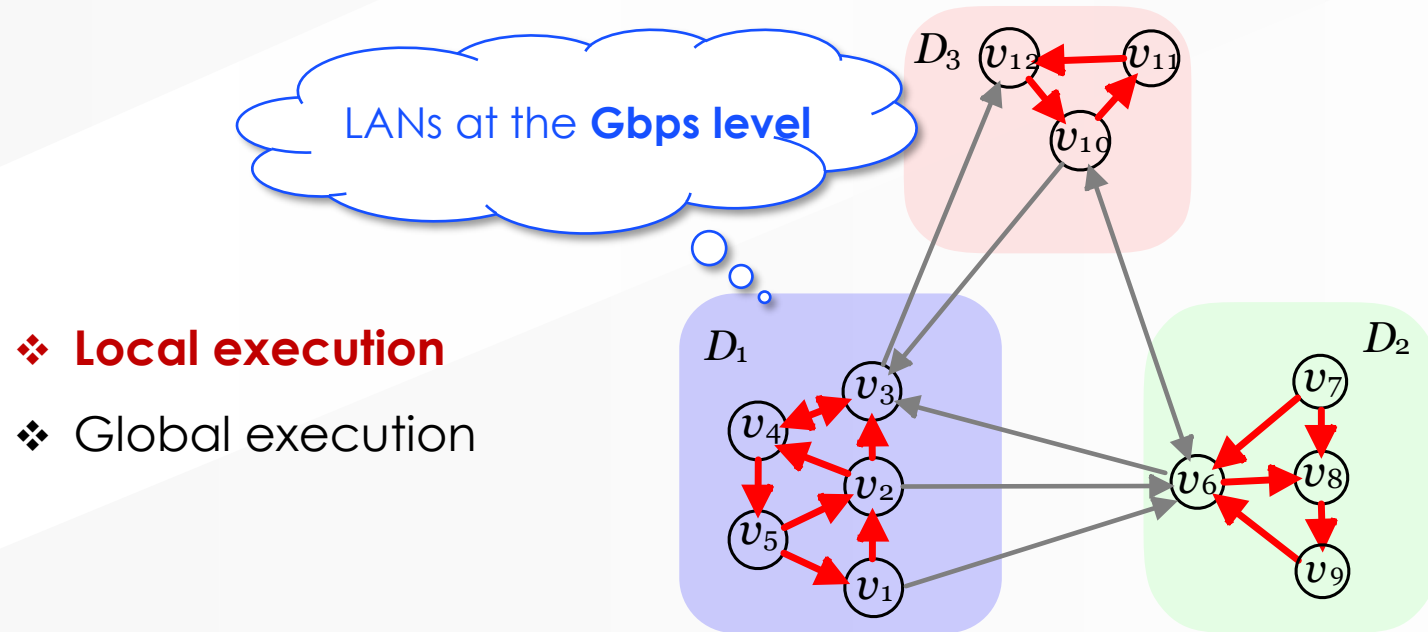 LANs at the Gbps level
❖ Local execution
❖ Global execution
D₃
v₁₂
v₁₁
v₁₀
D₁
v₃
v₄
v₂
v₅
v₁
D₂
v₇
v₆
v₈
v₉